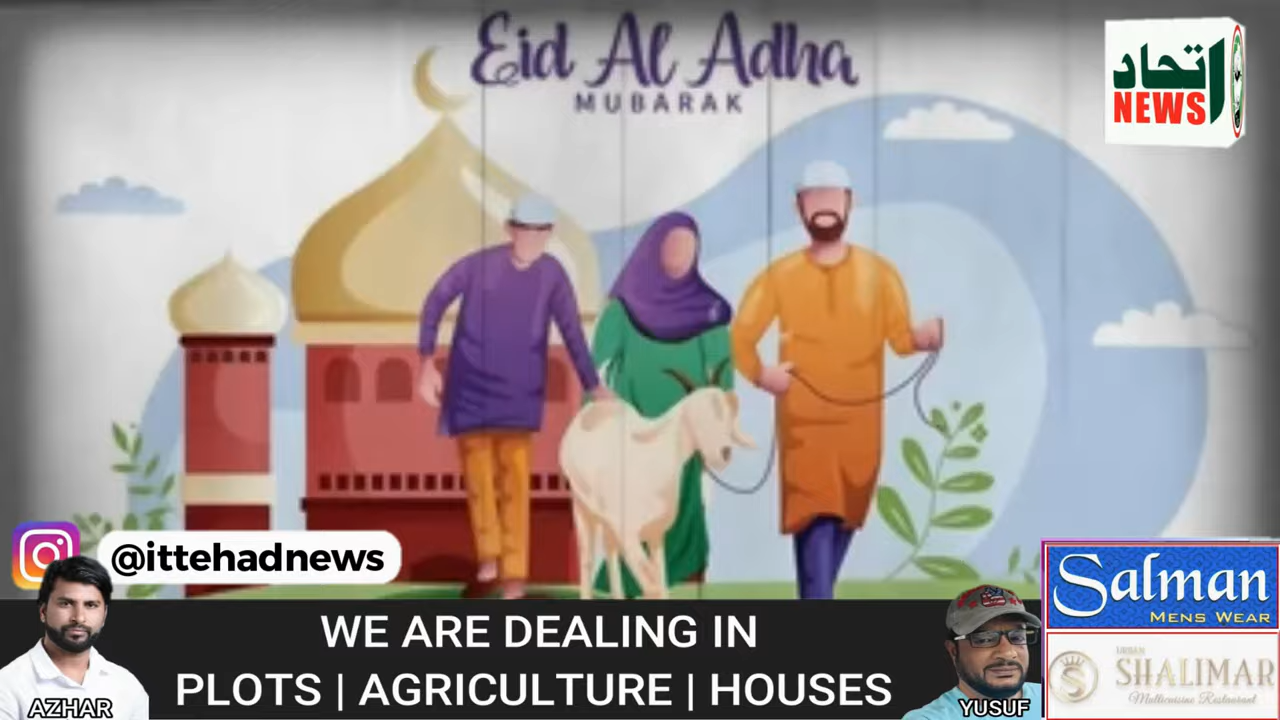 Eid Al Adha
MUBARAK
اتحاد
NEWS
@ittehadnews
WE ARE DEALING IN
PLOTS | AGRICULTURE | HOUSES
AZHAR
YUSUF
Salman
MENS WEAR
URBAN
SHALIMAR
Multicuisine Restaurant